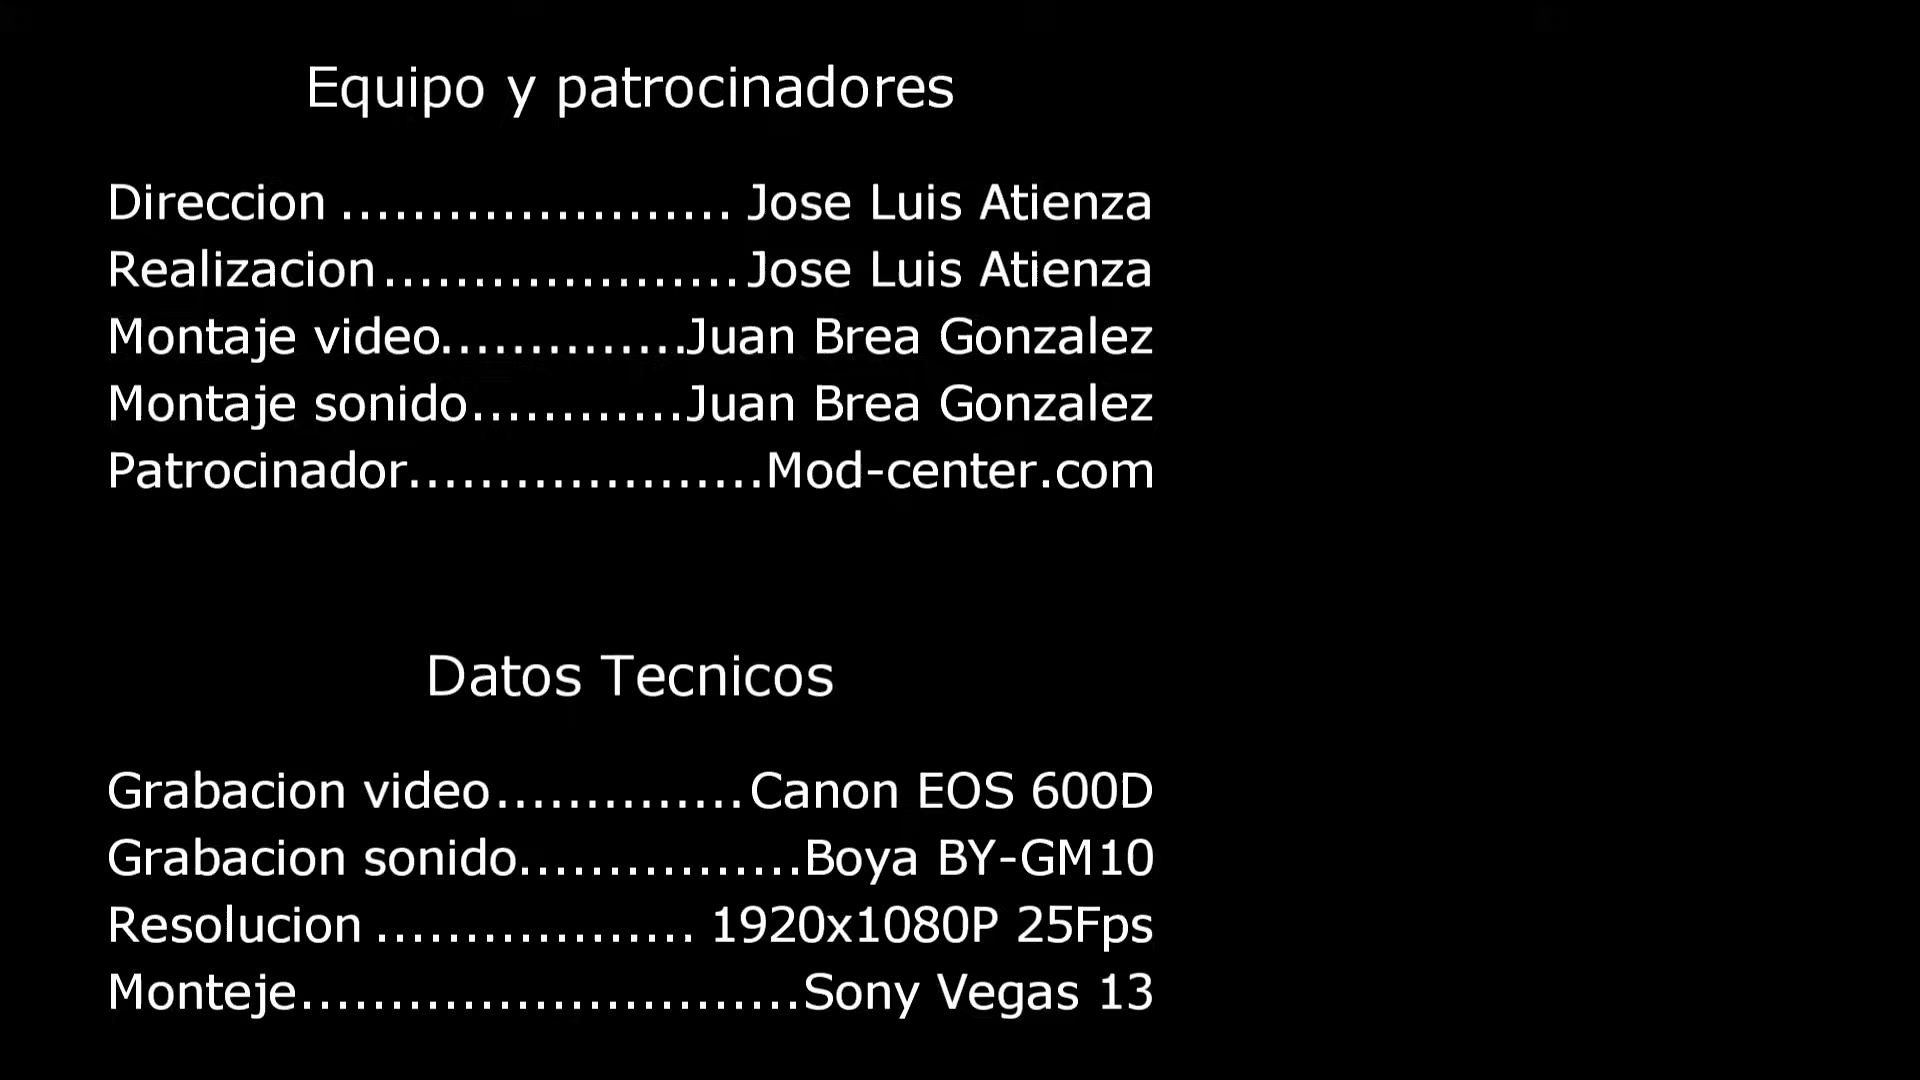 Equipo y patrocinadores
Direccion ...................... Jose Luis Atienza
Realizacion....................Jose Luis Atienza
Montaje video..............Juan Brea Gonzalez
Montaje sonido............Juan Brea Gonzalez
Patrocinador....................Mod-center.com
Datos Tecnicos
Grabacion video..............Canon EOS 600D
Grabacion sonido................Boya BY-GM10
Resolucion .................. 1920x1080P 25Fps
Monteje............................Sony Vegas 13